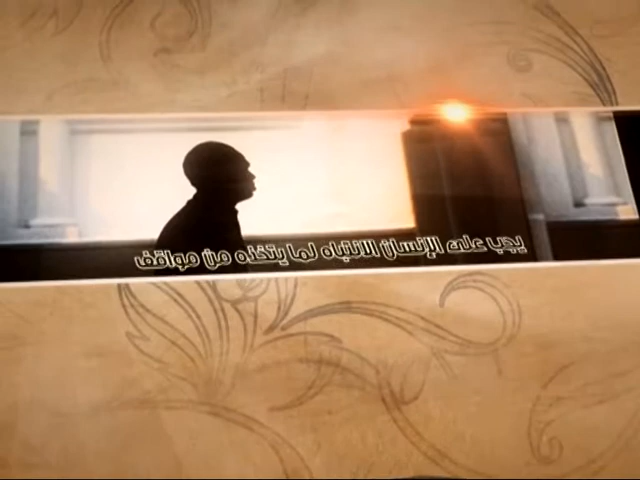 يجب على الإنسان الانتباه لما يتخذه من مواقف